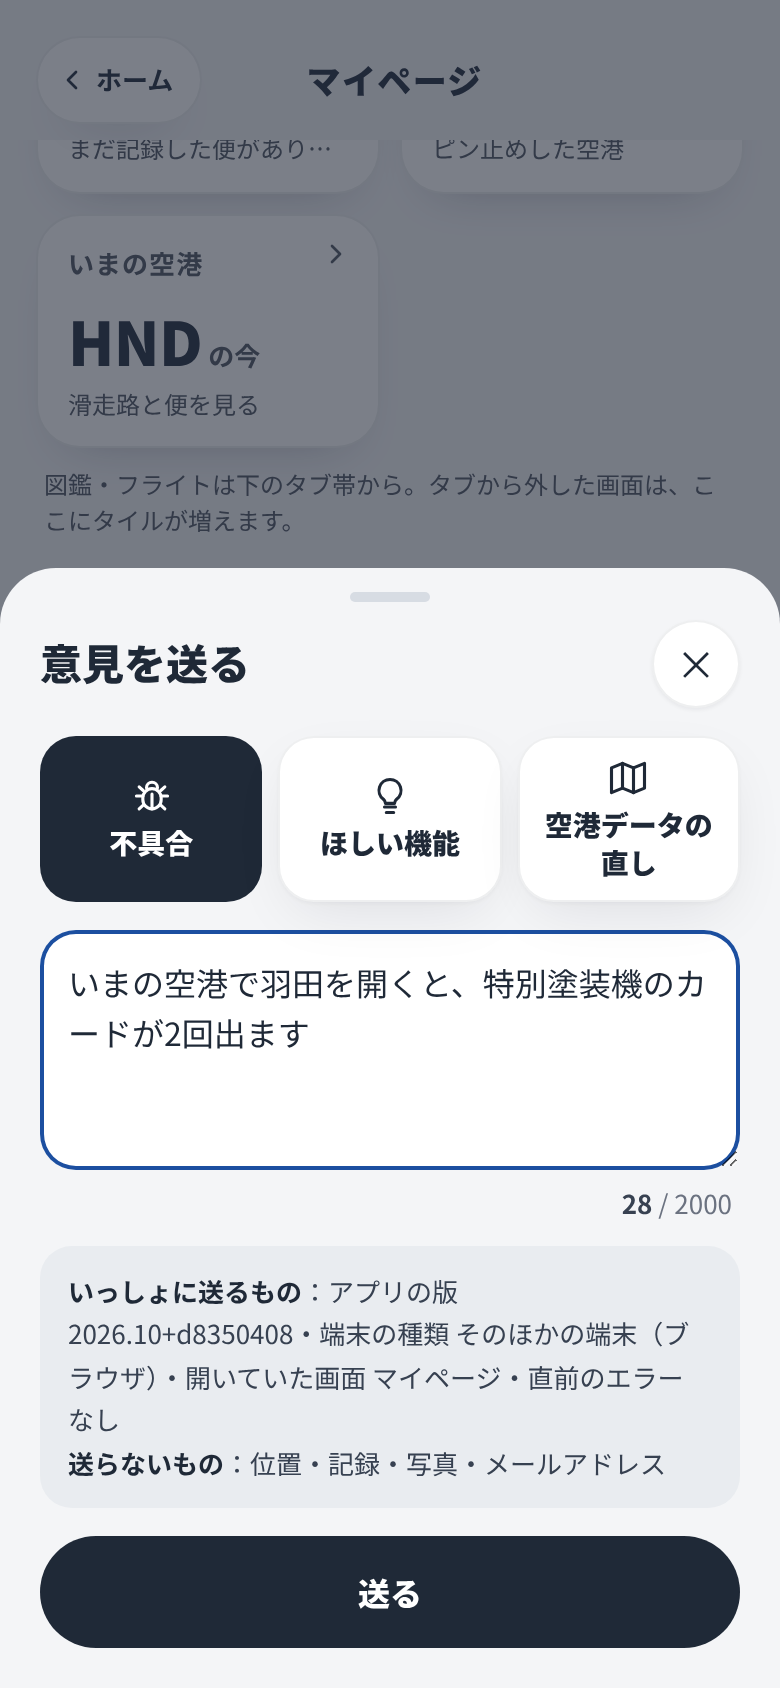 ホーム
マイページ
まだ記録した便があり…
ピン止めした空港
いまの空港
HND の今
滑走路と便を見る
図鑑・フライトは下のタブ帯から。タブから外した画面は、こ
こにタイルが増えます。
意見を送る
不具合
ほしい機能
空港データの
直し
いまの空港で羽田を開くと、特別塗装機のカ
ードが2回出ます
28 / 2000
いっしょに送るもの：アプリの版
2026.10+d8350408・端末の種類 そのほかの端末（ブ
ラウザ）・開いていた画面 マイページ・直前のエラー
なし
送らないもの：位置・記録・写真・メールアドレス
送る